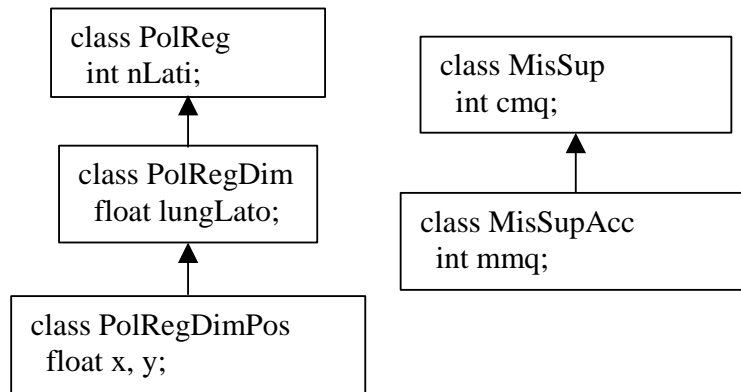 class PolReg
int nLati;
class PolRegDim
float lungLato;
class PolRegDimPos
float x, y;
class MisSup
int cmq;
class MisSupAcc
int mmq;